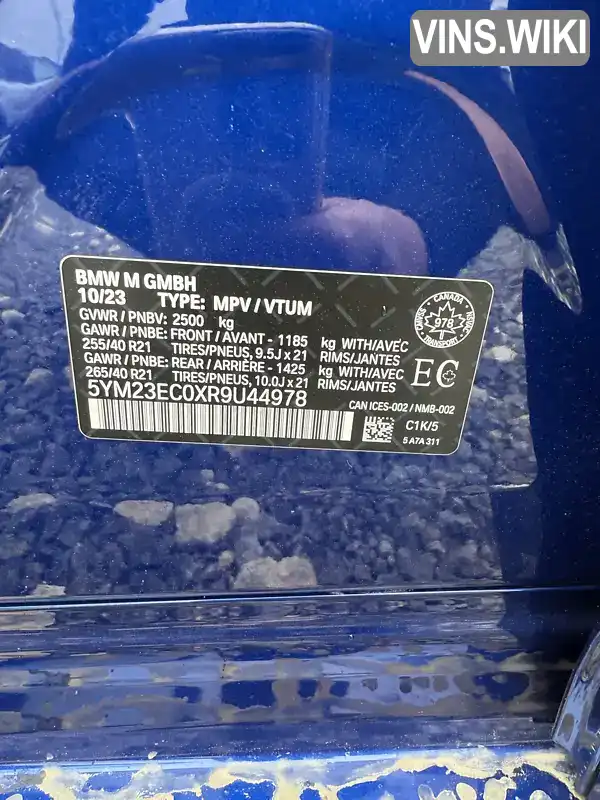 VINS.WIKI
BMW M GMBH
10/23 TYPE: MPV / VTUM
GVWR / PNBV: 2500 kg
GAWR / PNBE: FRONT / AVANT - 1185 kg WITH/AVEC
255/40 R21 TIRES/PNEUS, 9.5J x 21 RIMS/JANTES
GAWR / PNBE: REAR / ARRIÈRE - 1425 kg WITH/AVEC
265/40 R21 TIRES/PNEUS, 10.0J x 21 RIMS/JANTES
5YM23EC0XR9U44978
CANADA
978
TRANSPORT
EC
CAN ICES-002 / NMB-002
C1K/5
5 A7A 311